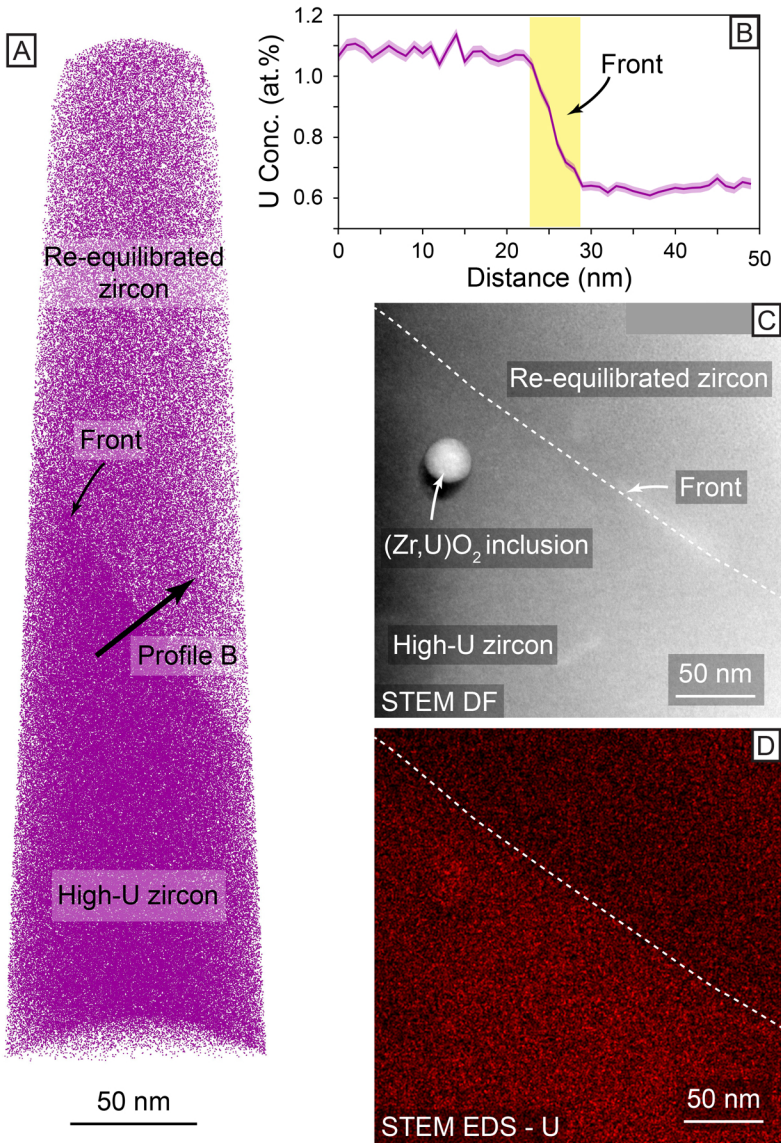 A
Re-equilibrated
zircon
Front
Profile B
High-U zircon
50 nm
B
U Conc. (at.%)
1.2
1.0
0.8
0.6
Front
0
10
20
30
40
50
Distance (nm)
C
Re-equilibrated zircon
Front
(Zr,U)O₂ inclusion
High-U zircon
50 nm
STEM DF
D
50 nm
STEM EDS - U